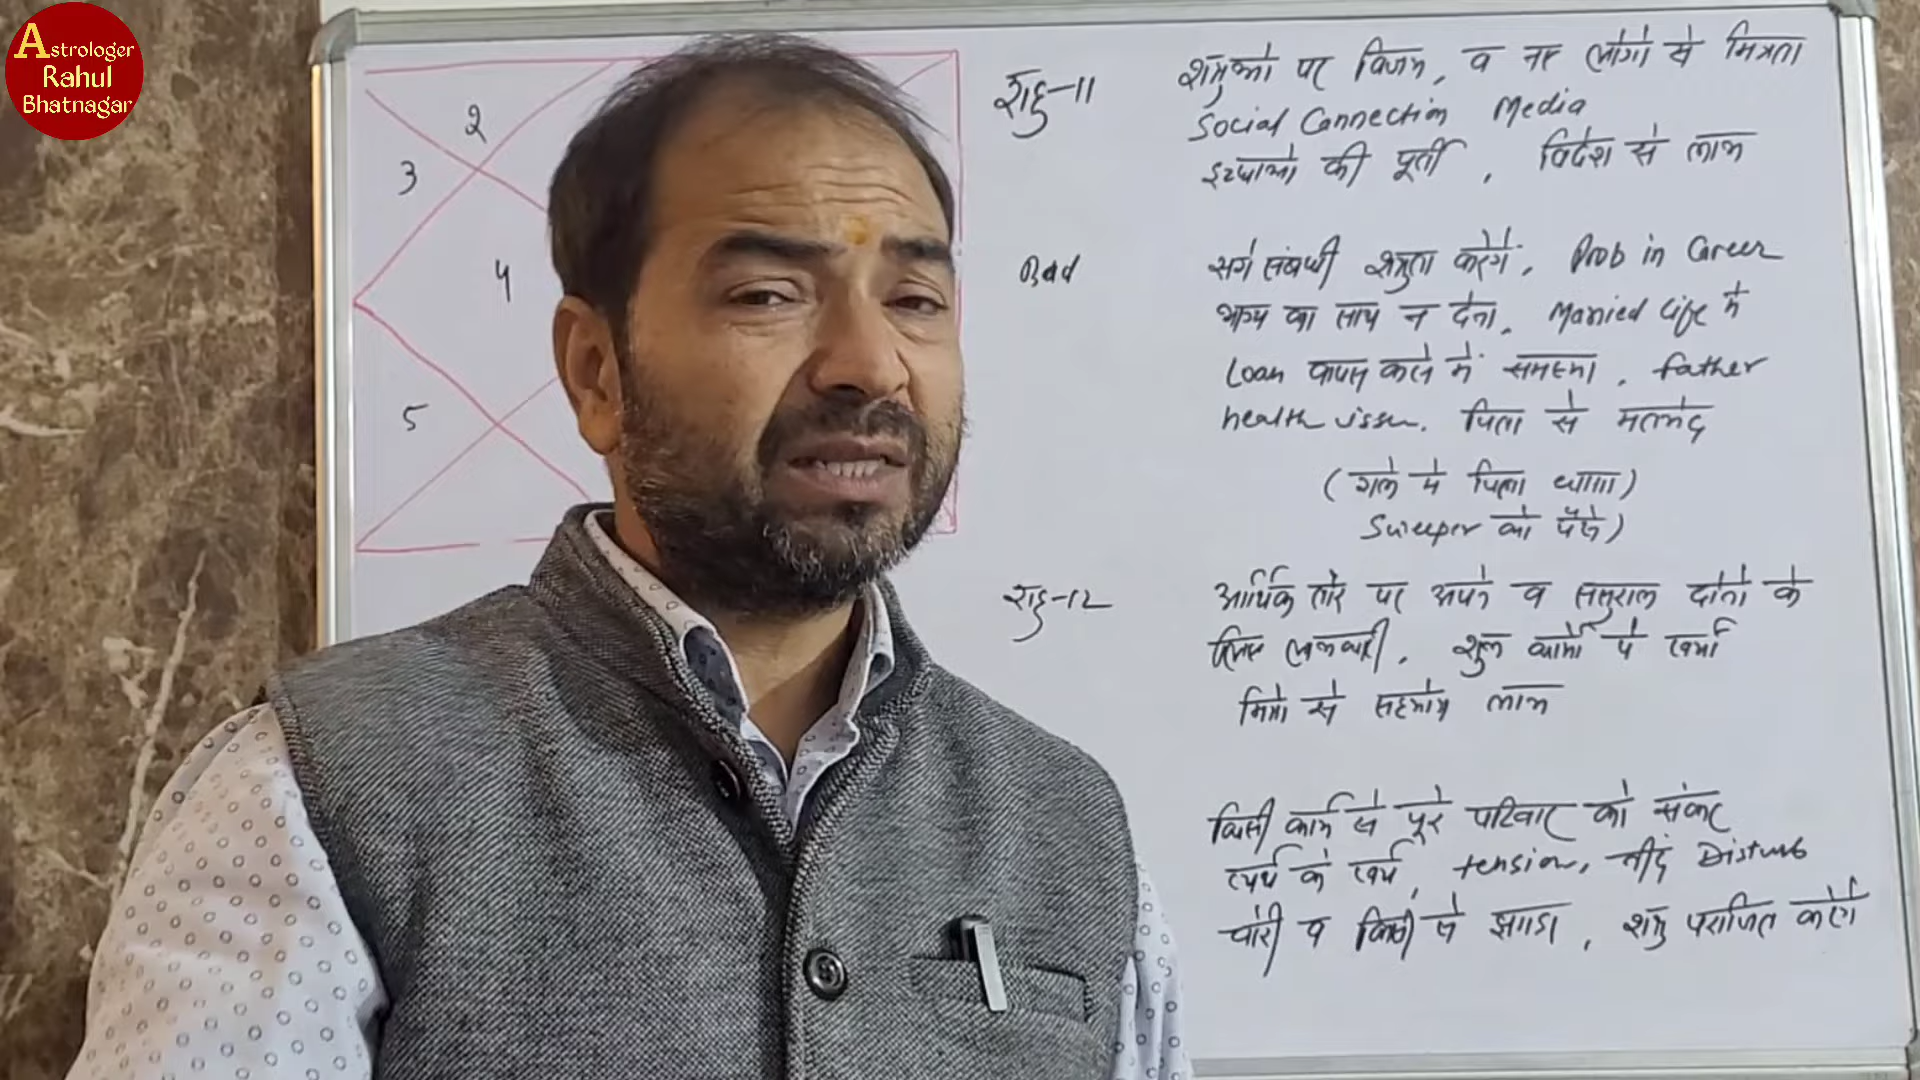 Astrologer
Rahul
Bhatnagar
2
3
4
5
राहु-11
शत्रुओ पर विजय, व नए लोगो से मित्रता
Social Connection Media
इच्छाओ की पूर्ती, विदेश से लाभ
Bad
सगे संबंधी शत्रुता करेगे, Prob in Career
भाग्य का साथ न देना, Married life मे
Loan वापस करने मे समस्या, father
health issue. पिता से मतभेद
(गले मे पिला धागा)
Sweeper को पैसे)
राहु-12
आर्थिक तौर पर अपने व ससुराल दोनो के
लिए लाभकारी, शुभ कार्यो पे खर्चा
मित्रो से सहयोग लाभ
किसी कार्य से पूरे परिवार को संकट
व्यर्थ के खर्च, tension, नींद Disturb
चोरी व किसी से झगडा, शत्रु पराजित करेगे